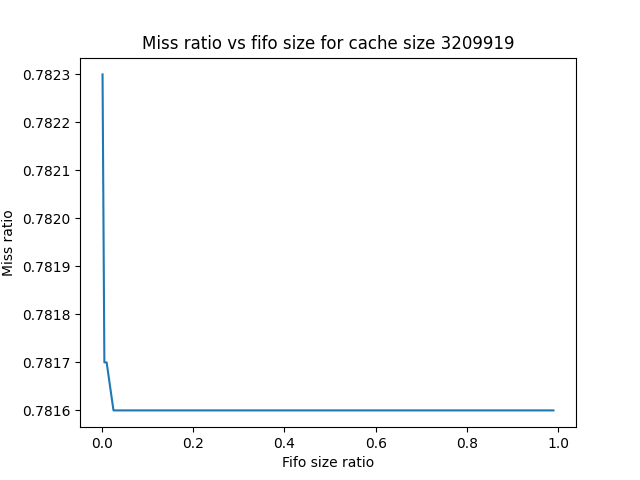 Miss ratio vs fifo size for cache size 3209919
0.7823
0.7822
0.7821
0.7820
0.7819
0.7818
0.7817
0.7816
Miss ratio
0.0 0.2 0.4 0.6 0.8 1.0
Fifo size ratio